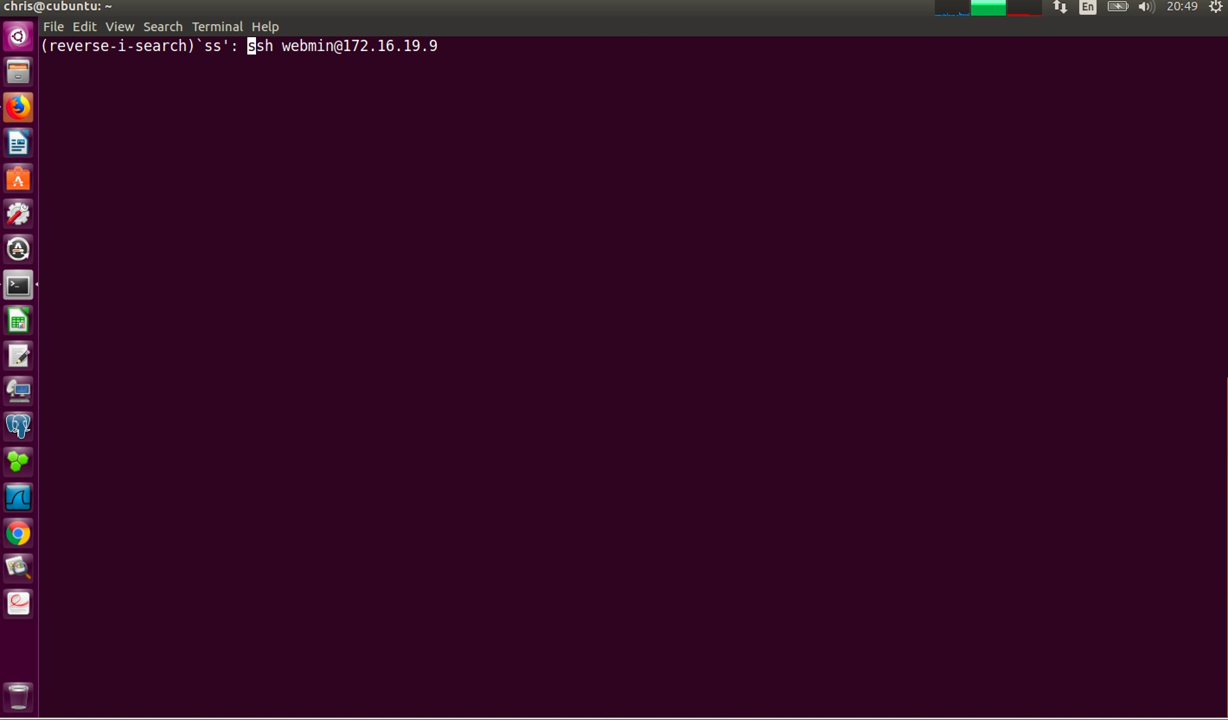 chris@cubuntu: ~
En
20:49
File Edit View Search Terminal Help
(reverse-i-search)`ss': ssh webmin@172.16.19.9